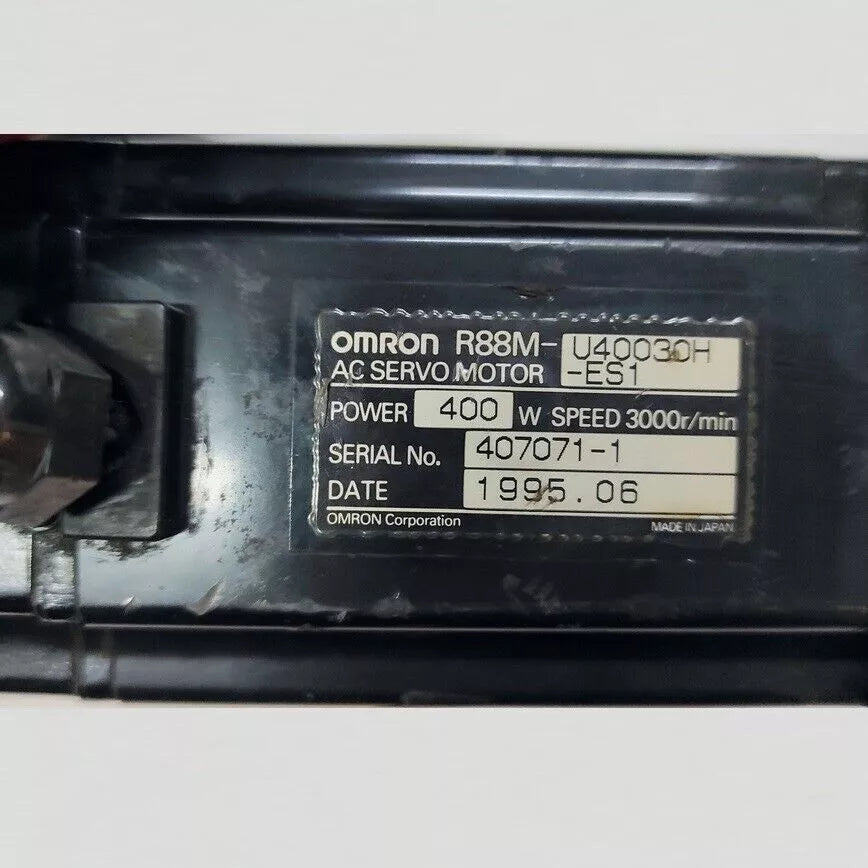 OMRON R88M-U40030H
AC SERVO MOTOR -ES1
POWER 400 W SPEED 3000r/min
SERIAL No. 407071-1
DATE 1995.06
OMRON Corporation MADE IN JAPAN